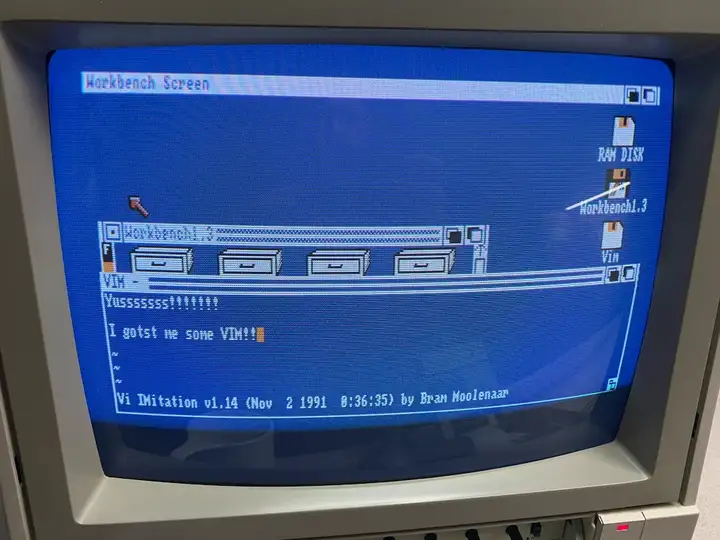 Workbench Screen
RAM DISK
Workbench1.3
Workbench1.3
F
Vim
VIM -
Yusssssss!!!!!!!
I gotst me some VIM!!
~
~
~
Vi IMitation v1.14 (Nov  2 1991  0:36:35) by Bram Moolenaar